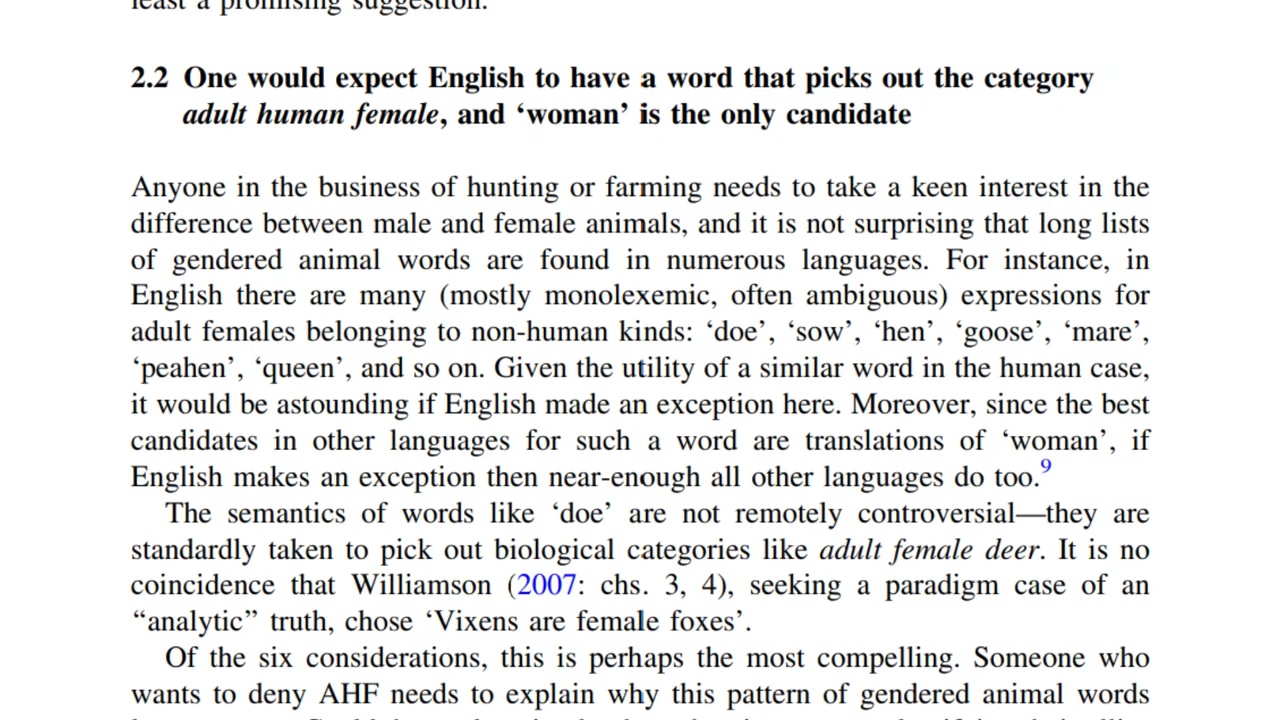 least a promising suggestion.
2.2 One would expect English to have a word that picks out the category
adult human female, and ‘woman’ is the only candidate
Anyone in the business of hunting or farming needs to take a keen interest in the
difference between male and female animals, and it is not surprising that long lists
of gendered animal words are found in numerous languages. For instance, in
English there are many (mostly monolexemic, often ambiguous) expressions for
adult females belonging to non-human kinds: ‘doe’, ‘sow’, ‘hen’, ‘goose’, ‘mare’,
‘peahen’, ‘queen’, and so on. Given the utility of a similar word in the human case,
it would be astounding if English made an exception here. Moreover, since the best
candidates in other languages for such a word are translations of ‘woman’, if
English makes an exception then near-enough all other languages do too.9
The semantics of words like ‘doe’ are not remotely controversial—they are
standardly taken to pick out biological categories like adult female deer. It is no
coincidence that Williamson (2007: chs. 3, 4), seeking a paradigm case of an
“analytic” truth, chose ‘Vixens are female foxes’.
Of the six considerations, this is perhaps the most compelling. Someone who
wants to deny AHF needs to explain why this pattern of gendered animal words